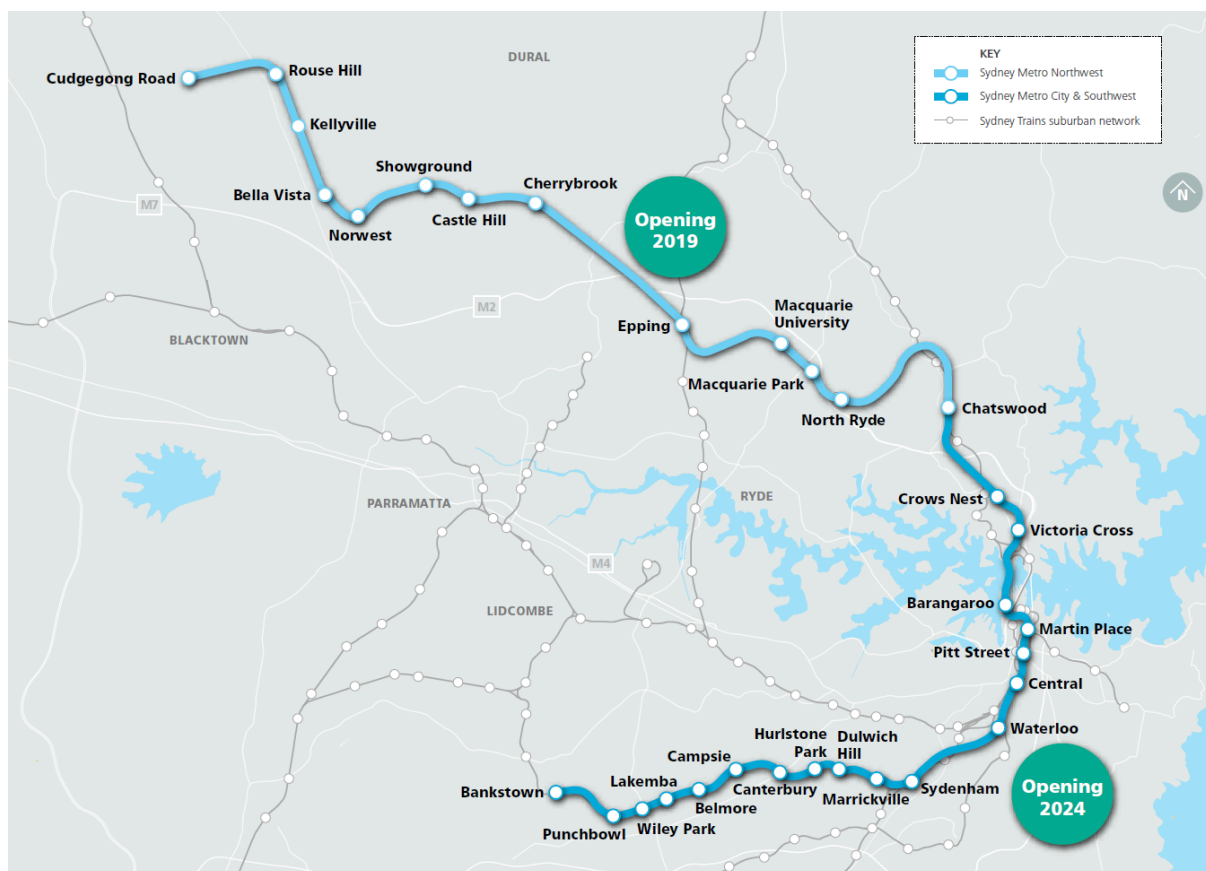 DURAL
KEY
Sydney Metro Northwest
Sydney Metro City & Southwest
Sydney Trains suburban network
N
Cudgegong Road
Rouse Hill
Kellyville
Showground
Bella Vista
Cherrybrook
Castle Hill
Norwest
M7
Opening
2019
M2
Macquarie
University
Epping
BLACKTOWN
Macquarie Park
North Ryde
Chatswood
Crows Nest
RYDE
PARRAMATTA
Victoria Cross
M4
Barangaroo
LIDCOMBE
Martin Place
Pitt Street
Central
Waterloo
Hurlstone
Park
Dulwich
Hill
Campsie
Lakemba
Bankstown
Canterbury
Sydenham
Marrickville
Belmore
Wiley Park
Punchbowl
Opening
2024